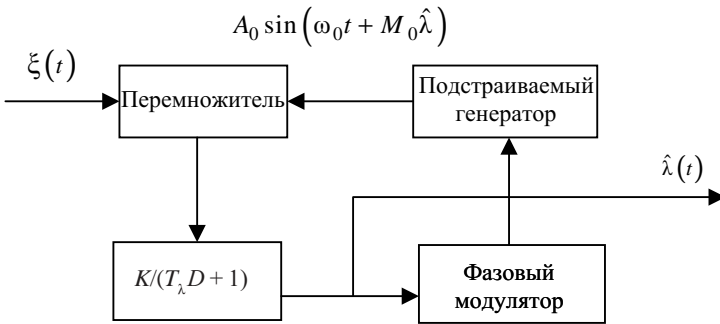 A₀ sin(ω₀t + M₀λ̂)
ξ(t)
Перемножитель
Подстраиваемый
генератор
λ̂(t)
K/(T_λD + 1)
Фазовый
модулятор